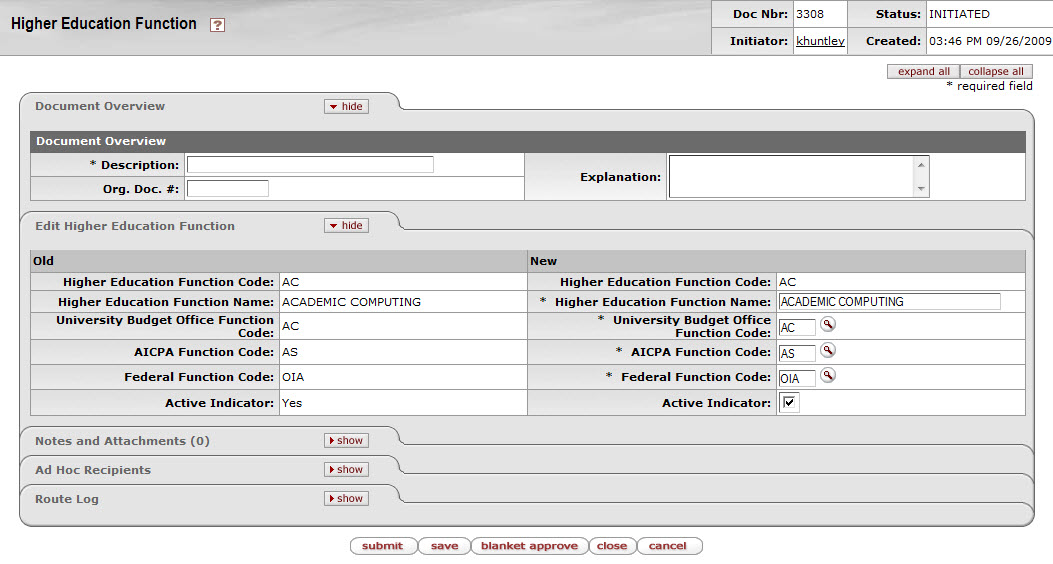 Higher Education Function ?
Doc Nbr: 3308 Status: INITIATED
Initiator: khuntley Created: 03:46 PM 09/26/2009
expand all collapse all
* required field
Document Overview hide
Document Overview
* Description:
Org. Doc. #:
Explanation:
Edit Higher Education Function hide
Old New
Higher Education Function Code: AC Higher Education Function Code: AC
Higher Education Function Name: ACADEMIC COMPUTING * Higher Education Function Name: ACADEMIC COMPUTING
University Budget Office Function Code: AC * University Budget Office Function Code: AC
AICPA Function Code: AS * AICPA Function Code: AS
Federal Function Code: OIA * Federal Function Code: OIA
Active Indicator: Yes Active Indicator:
Notes and Attachments (0) show
Ad Hoc Recipients show
Route Log show
submit save blanket approve close cancel